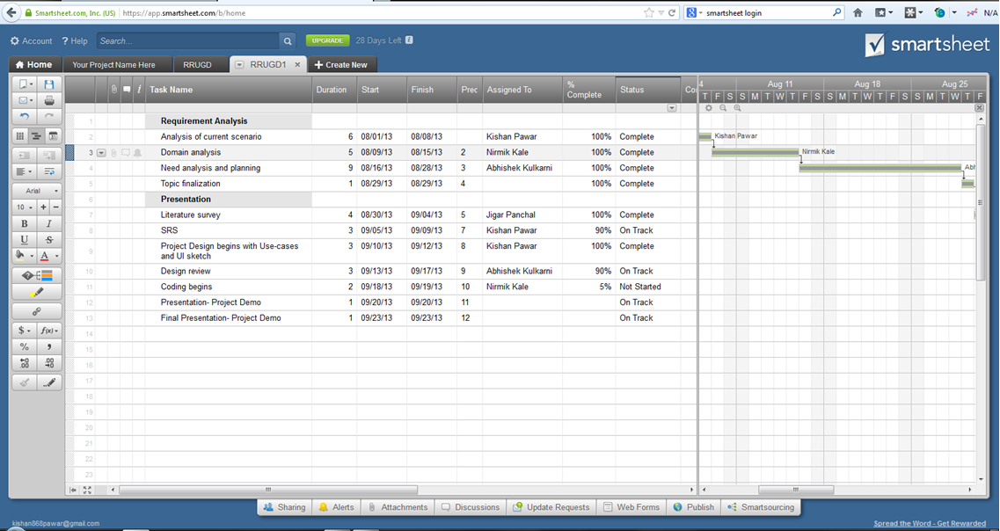 Smartsheet.com, Inc. (US) https://app.smartsheet.com/b/home smartsheet login N/A
Account ? Help Search... UPGRADE 28 Days Left i
smartsheet
Home Your Project Name Here RRUGD RRUGD1 × + Create New
i Task Name Duration Start Finish Prec Assigned To % Complete Status Co
4 Aug 11 Aug 18 Aug 25
T F S S M T W T F S S M T W T F S S M T W T F
1 Requirement Analysis
2 Analysis of current scenario 6 08/01/13 08/08/13 Kishan Pawar 100% Complete Kishan Pawar
3 Domain analysis 5 08/09/13 08/15/13 2 Nirmik Kale 100% Complete Nirmik Kale
4 Need analysis and planning 9 08/16/13 08/28/13 3 Abhishek Kulkarni 100% Complete Abh
5 Topic finalization 1 08/29/13 08/29/13 4 100% Complete
6 Presentation
7 Literature survey 4 08/30/13 09/04/13 5 Jigar Panchal 100% Complete
8 SRS 3 09/05/13 09/09/13 7 Kishan Pawar 90% On Track
9 Project Design begins with Use-cases 3 09/10/13 09/12/13 8 Kishan Pawar 100% Complete
and UI sketch
10 Design review 3 09/13/13 09/17/13 9 Abhishek Kulkarni 90% On Track
11 Coding begins 2 09/18/13 09/19/13 10 Nirmik Kale 5% Not Started
12 Presentation- Project Demo 1 09/20/13 09/20/13 11 On Track
13 Final Presentation- Project Demo 1 09/23/13 09/23/13 12 On Track
14
15
16
17
18
19
20
21
22
23
Arial
10 + −
B I
U S
A
$ f(x)
% ,
Sharing Alerts Attachments Discussions Update Requests Web Forms Publish Smartsourcing
kishan868pawar@gmail.com Spread the Word - Get Rewarded